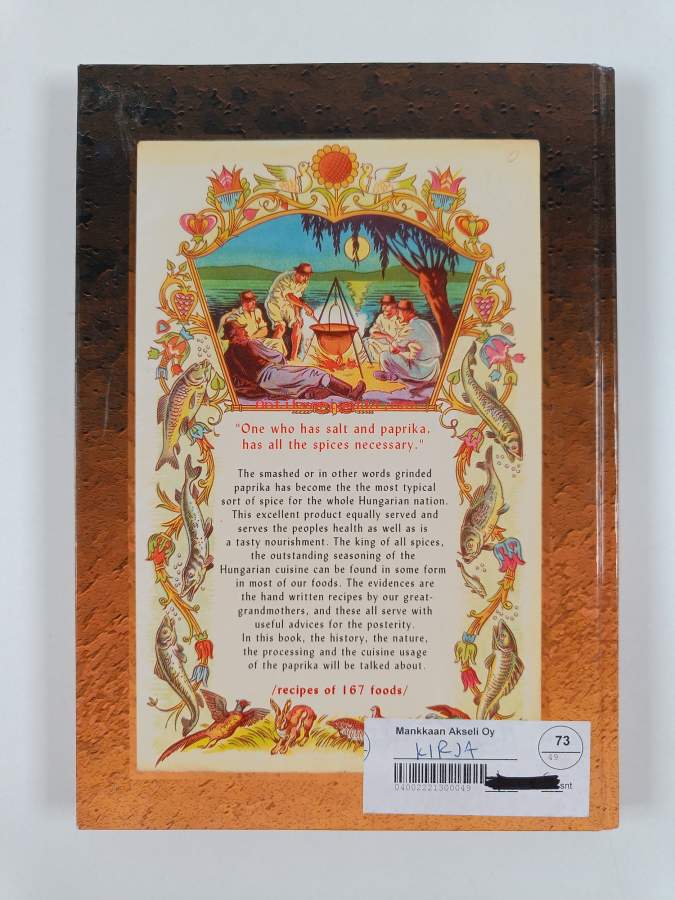 "One who has salt and paprika,
has all the spices necessary."
The smashed or in other words grinded
paprika has become the the most typical
sort of spice for the whole Hungarian nation.
This excellent product equally served and
serves the peoples health as well as is
a tasty nourishment. The king of all spices,
the outstanding seasoning of the
Hungarian cuisine can be found in some form
in most of our foods. The evidences are
the hand written recipes by our great-
grandmothers, and these all serve with
useful advices for the posterity.
In this book, the history, the nature,
the processing and the cuisine usage
of the paprika will be talked about.
/recipes of 167 foods/
Mankkaan Akseli Oy
KIRJA
73
49
04002221300049
snt